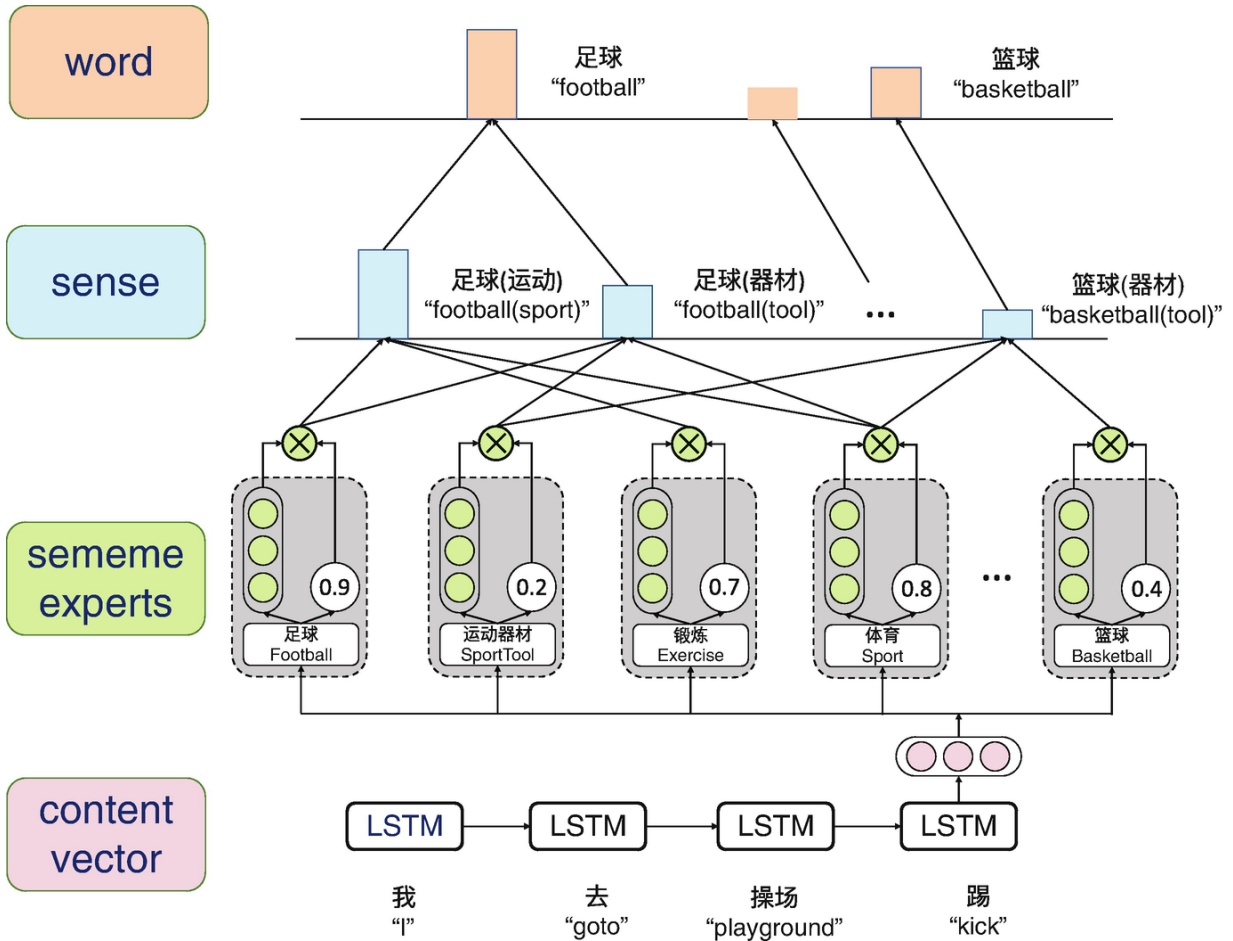 word
足球
“football”
篮球
“basketball”
sense
足球(运动)
“football(sport)”
足球(器材)
“football(tool)”
...
篮球(器材)
“basketball(tool)”
sememe
experts
0.9
0.2
0.7
0.8
...
0.4
足球
Football
运动器材
SportTool
锻炼
Exercise
体育
Sport
篮球
Basketball
content
vector
LSTM
LSTM
LSTM
LSTM
我
“I”
去
“goto”
操场
“playground”
踢
“kick”